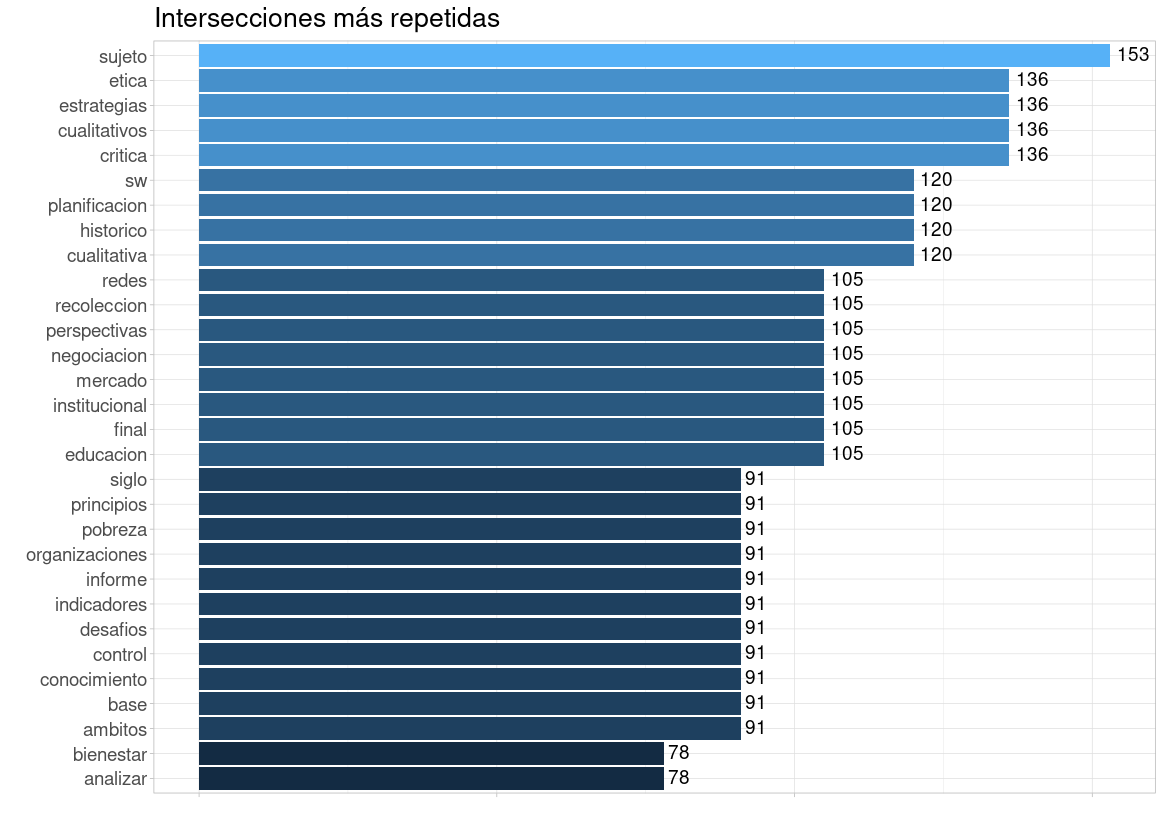 Intersecciones más repetidas
sujeto 153
etica 136
estrategias 136
cualitativos 136
critica 136
sw 120
planificacion 120
historico 120
cualitativa 120
redes 105
recoleccion 105
perspectivas 105
negociacion 105
mercado 105
institucional 105
final 105
educacion 105
siglo 91
principios 91
pobreza 91
organizaciones 91
informe 91
indicadores 91
desafios 91
control 91
conocimiento 91
base 91
ambitos 91
bienestar 78
analizar 78